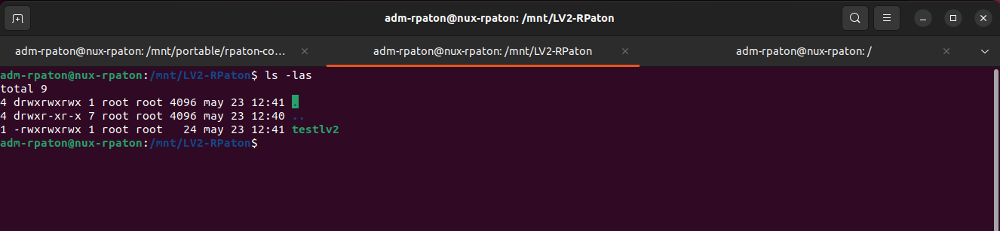 adm-rpaton@nux-rpaton: /mnt/LV2-RPaton
adm-rpaton@nux-rpaton: /mnt/portable/rpaton-co...
adm-rpaton@nux-rpaton: /mnt/LV2-RPaton
adm-rpaton@nux-rpaton: /
adm-rpaton@nux-rpaton:/mnt/LV2-RPaton$ ls -las
total 9
4 drwxrwxrwx 1 root root 4096 may 23 12:41 .
4 drwxr-xr-x 7 root root 4096 may 23 12:40 ..
1 -rwxrwxrwx 1 root root   24 may 23 12:41 testlv2
adm-rpaton@nux-rpaton:/mnt/LV2-RPaton$